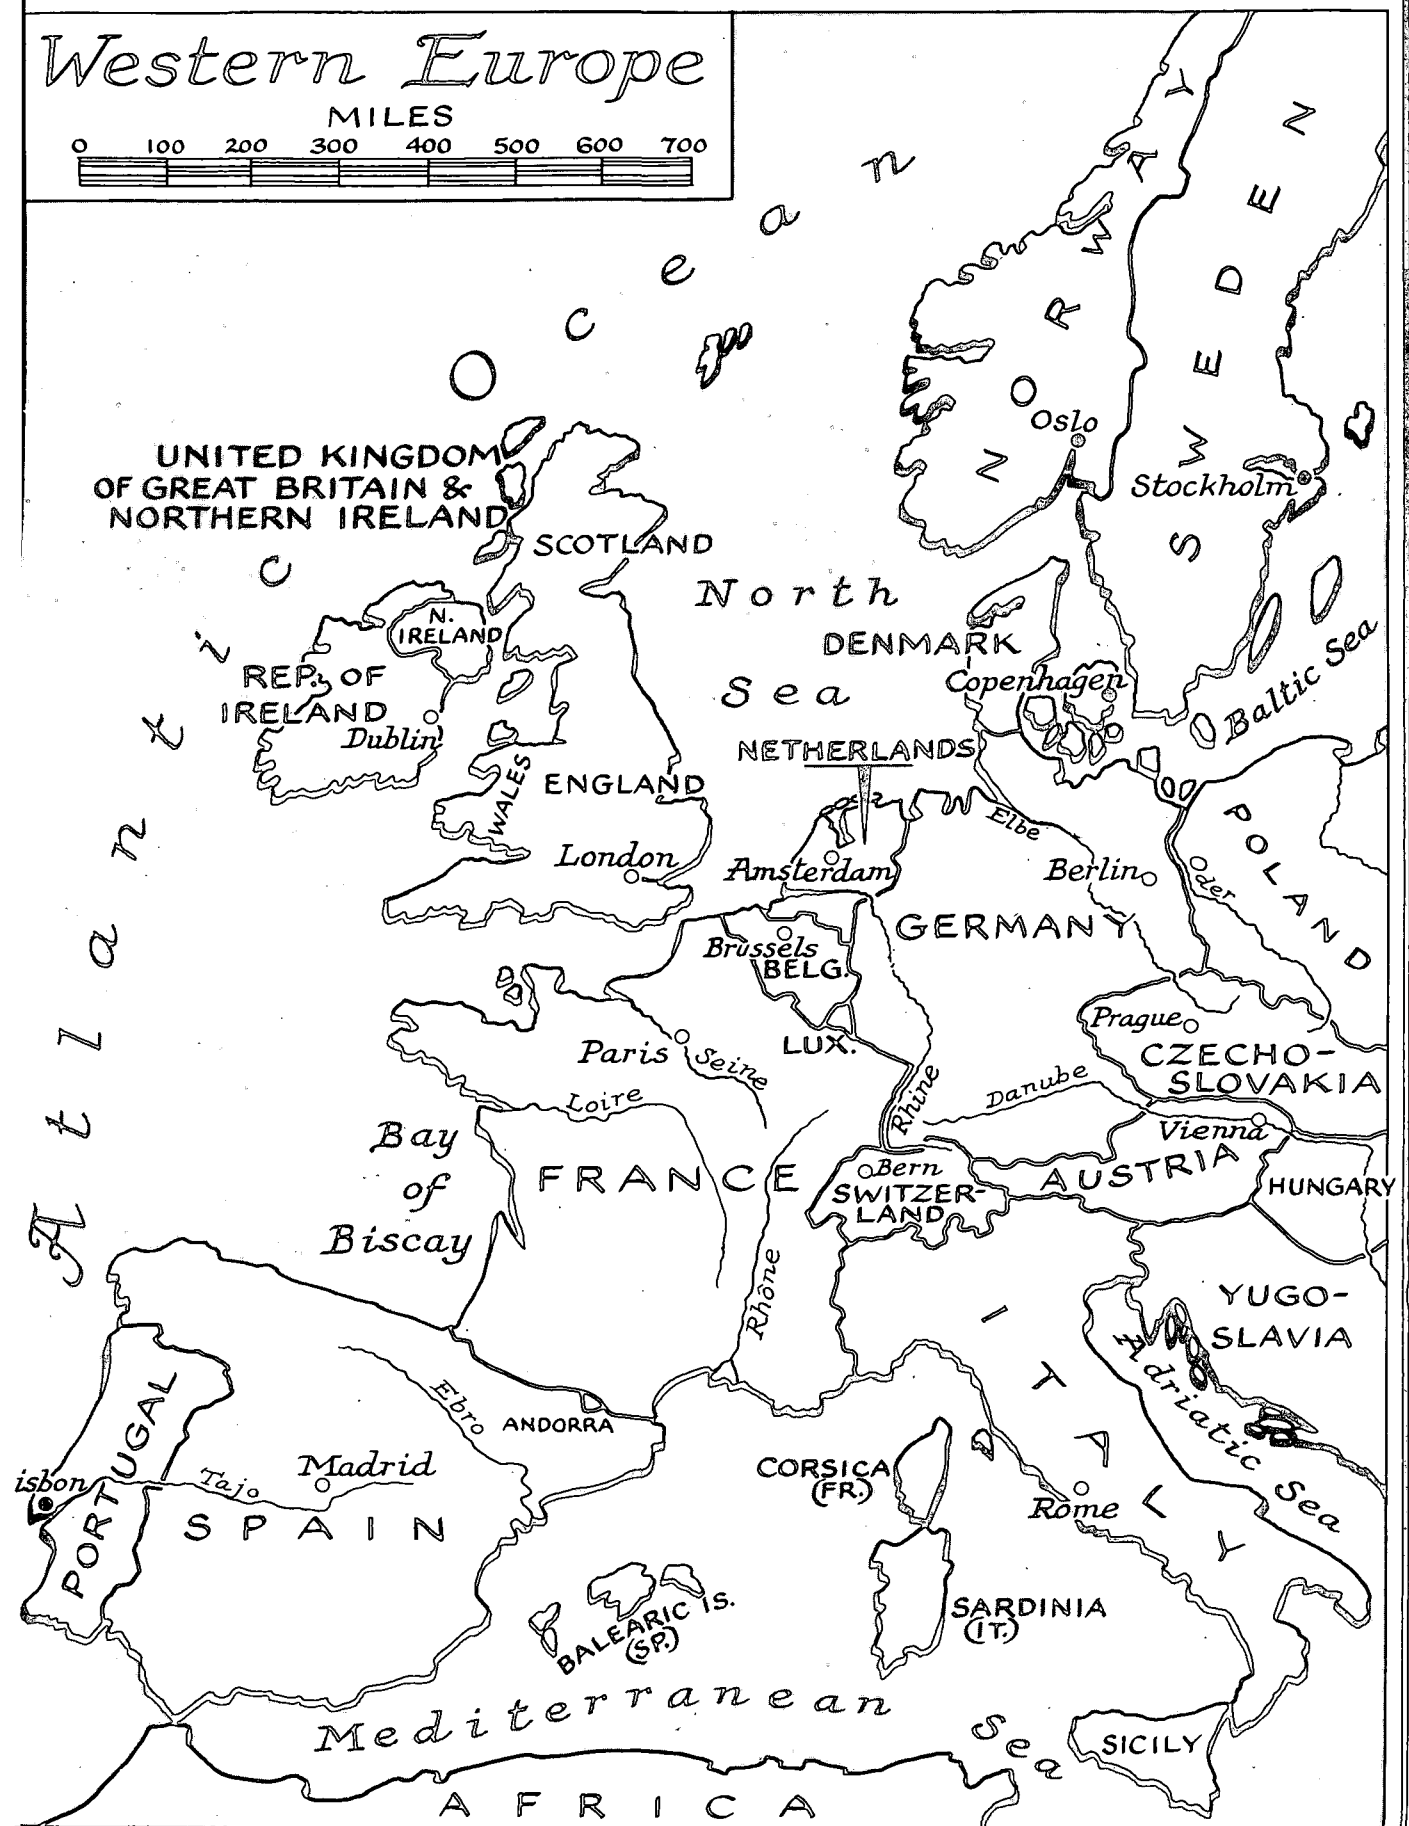 Western Europe
MILES
0 100 200 300 400 500 600 700
Atlantic Ocean
NORWAY
SWEDEN
Oslo
Stockholm
UNITED KINGDOM
OF GREAT BRITAIN &
NORTHERN IRELAND
SCOTLAND
North
Sea
N.
IRELAND
REP. OF
IRELAND
Dublin
DENMARK
Copenhagen
Baltic Sea
NETHERLANDS
WALES
ENGLAND
London
Amsterdam
Elbe
Berlin
Oder
POLAND
GERMANY
Brussels
BELG.
LUX.
Prague
CZECHO-
SLOVAKIA
Paris
Seine
Loire
Rhine
Danube
Vienna
Bay
of
Biscay
FRANCE
Bern
SWITZER-
LAND
AUSTRIA
HUNGARY
Rhône
YUGO-
SLAVIA
ITALY
Adriatic Sea
PORTUGAL
Ebro
ANDORRA
isbon
Tajo
Madrid
SPAIN
CORSICA
(FR.)
Rome
BALEARIC IS.
(SP.)
SARDINIA
(IT.)
Mediterranean Sea
SICILY
AFRICA